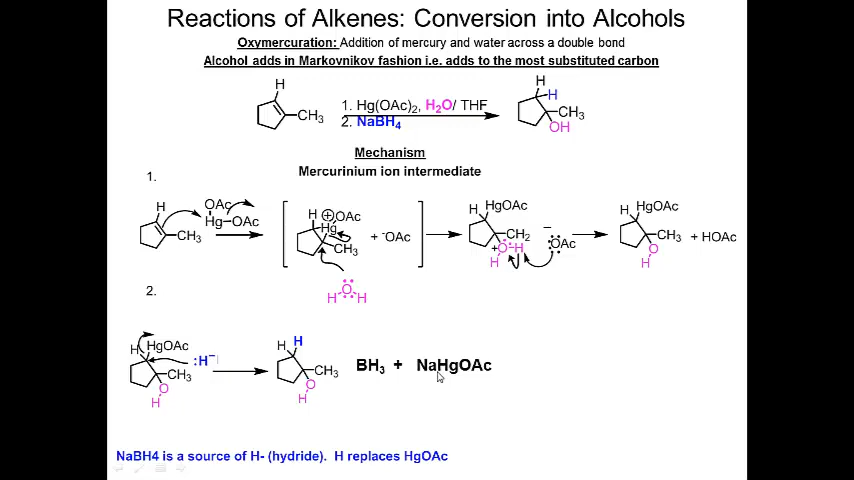 Reactions of Alkenes: Conversion into Alcohols
Oxymercuration: Addition of mercury and water across a double bond
Alcohol adds in Markovnikov fashion i.e. adds to the most substituted carbon
H
CH3
1. Hg(OAc)2, H2O/ THF
2. NaBH4
H
H
CH3
OH
Mechanism
Mercurinium ion intermediate
1.
H
CH3
OAc
Hg—OAc
H
⊕
OAc
Hg
CH3
+ -OAc
H
HgOAc
CH2
+O-H
H
–
:OAc
H
HgOAc
CH3
O
H
+ HOAc
H O H
2.
H
HgOAc
:H–
CH3
O
H
H
H
CH3
O
H
BH3 + NaHgOAc
NaBH4 is a source of H- (hydride). H replaces HgOAc